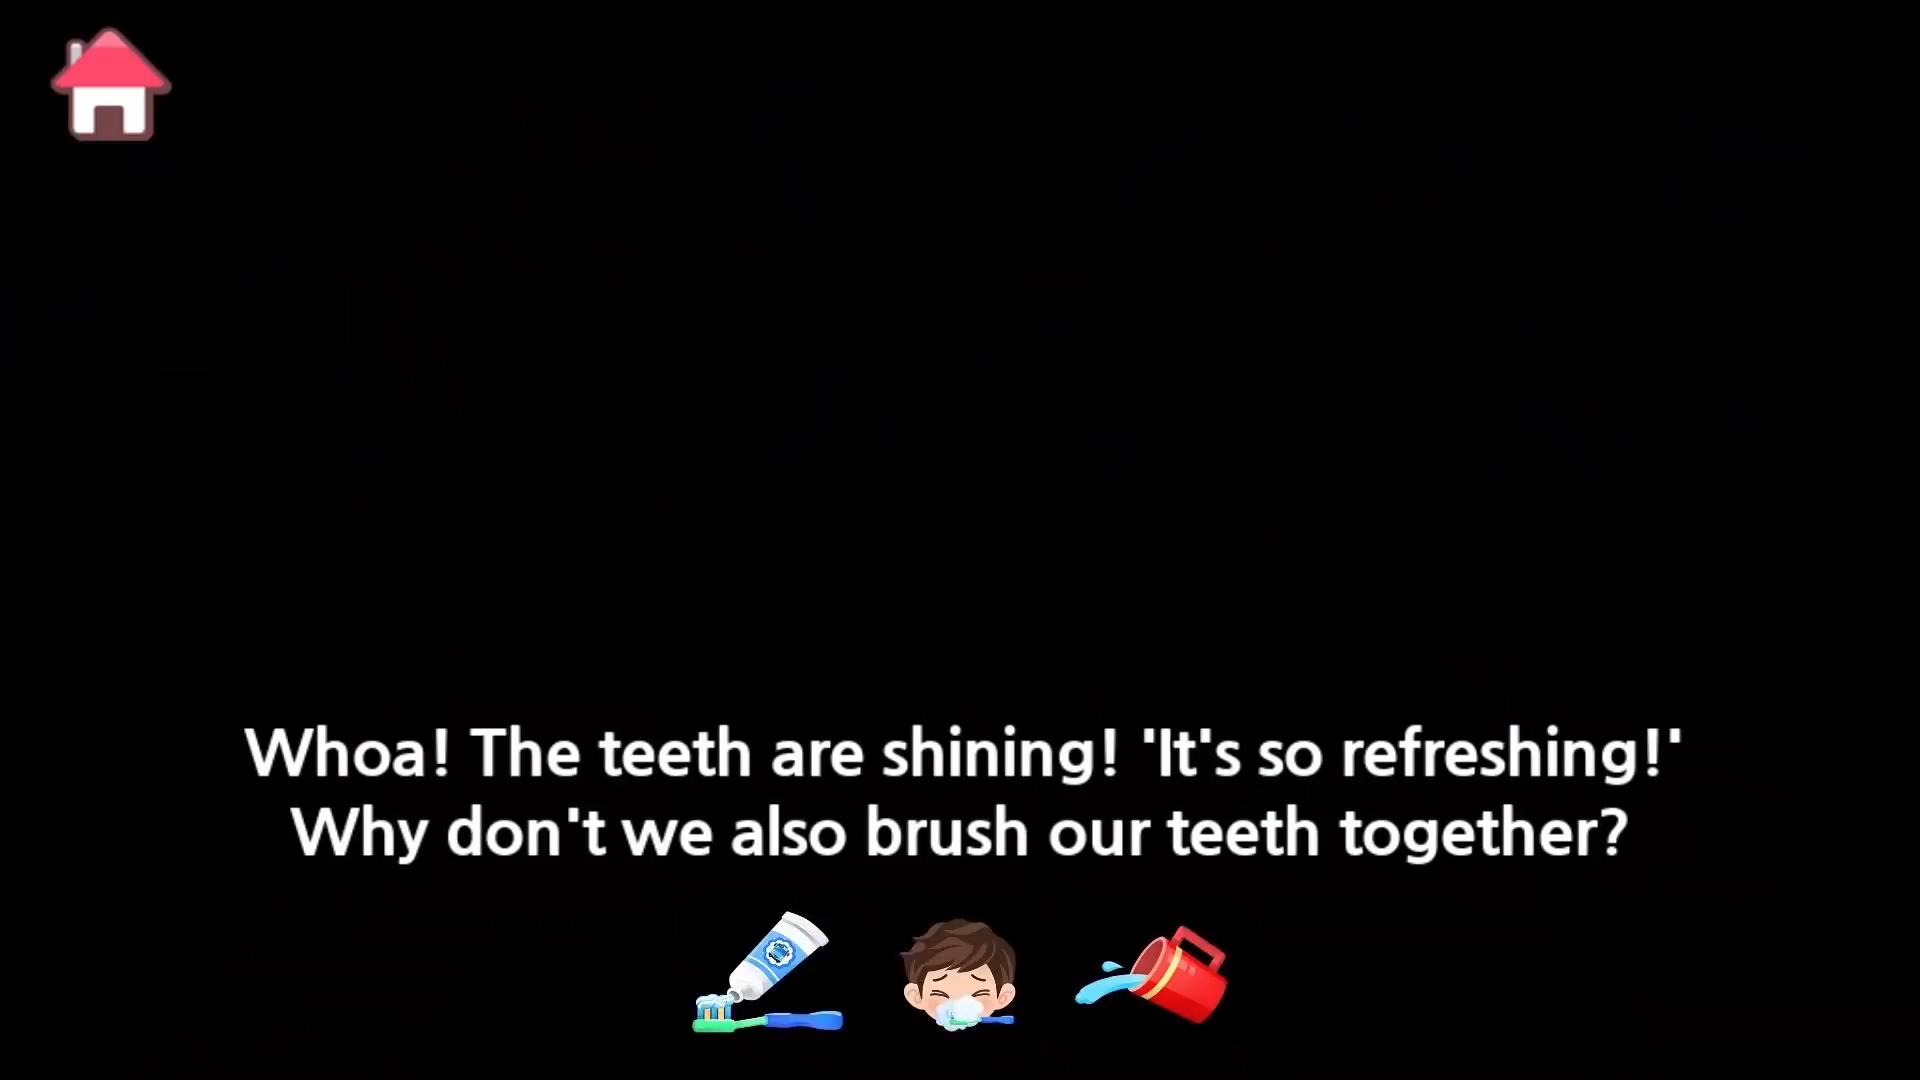 Whoa! The teeth are shining! 'It's so refreshing!'
Why don't we also brush our teeth together?